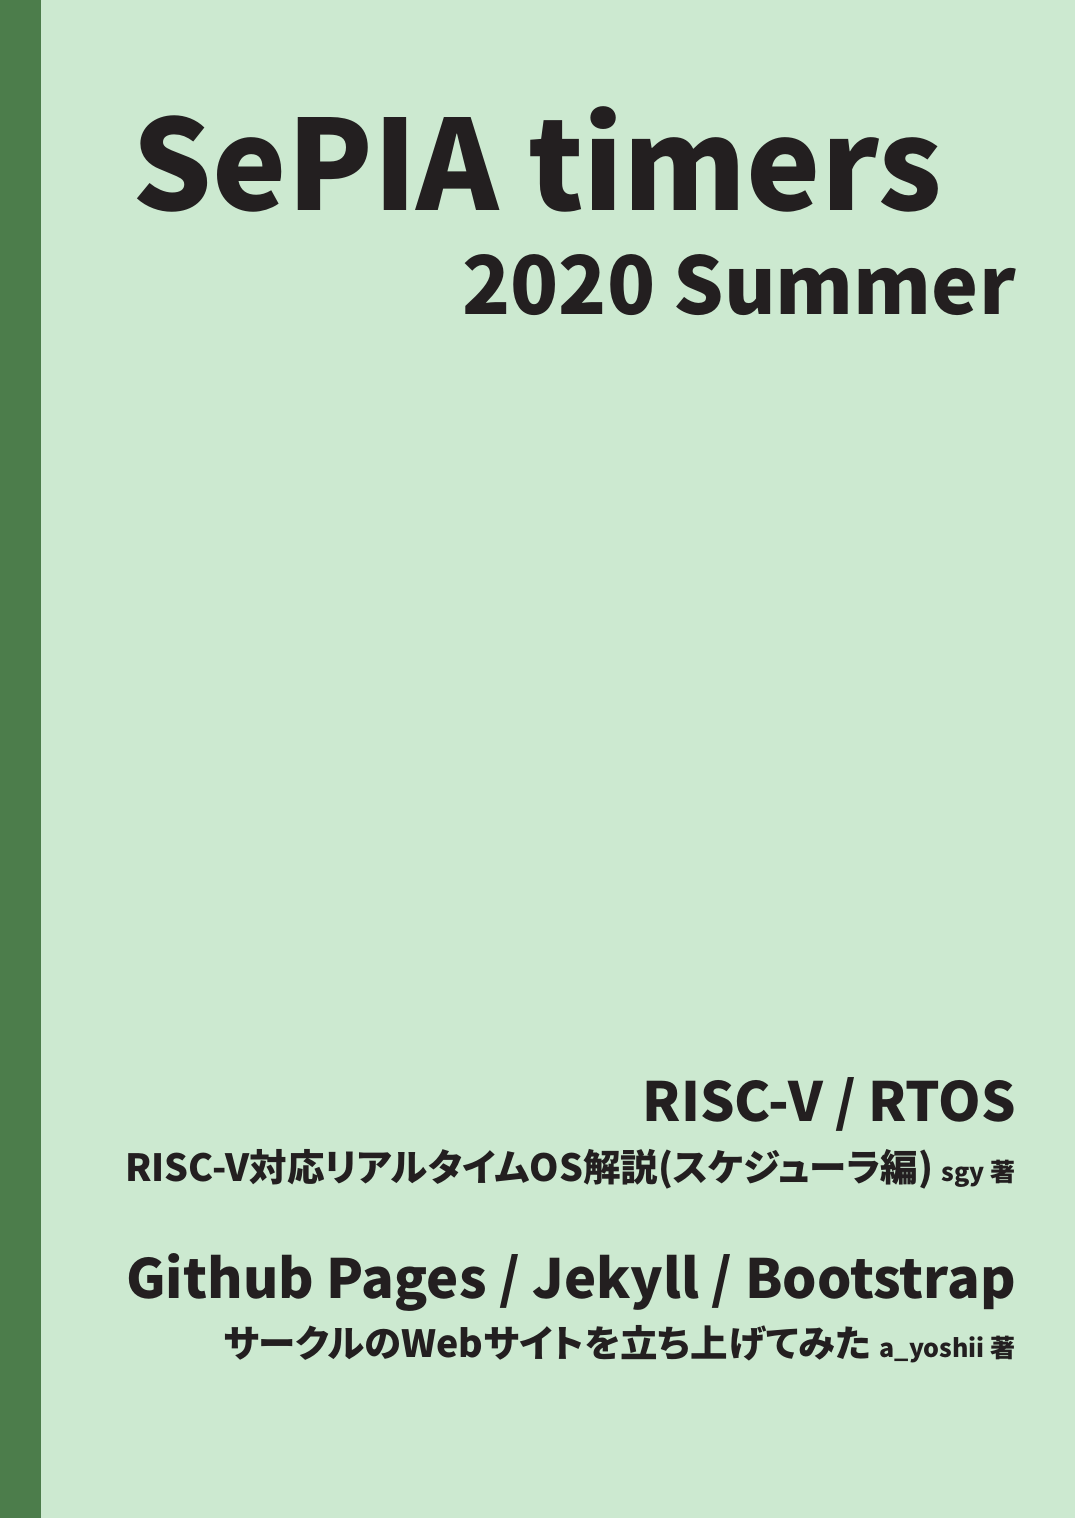 SePIA timers
2020 Summer
RISC-V / RTOS
RISC-V対応リアルタイムOS解説(スケジューラ編) sgy 著
Github Pages / Jekyll / Bootstrap
サークルのWebサイトを立ち上げてみた a_yoshii 著